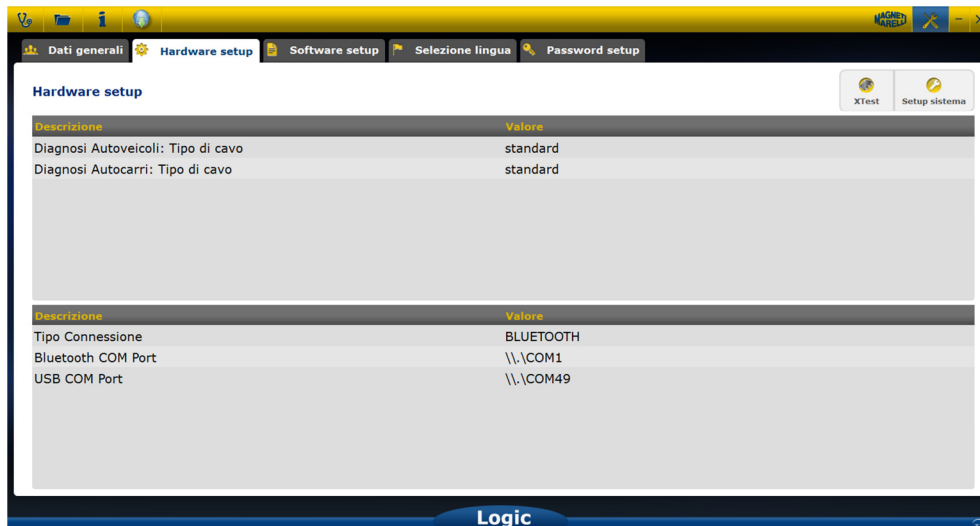 MAGNETI
MARELLI
Dati generali
Hardware setup
Software setup
Selezione lingua
Password setup
Hardware setup
XTest
Setup sistema
Descrizione Valore
Diagnosi Autoveicoli: Tipo di cavo standard
Diagnosi Autocarri: Tipo di cavo standard
Descrizione Valore
Tipo Connessione BLUETOOTH
Bluetooth COM Port \\.\COM1
USB COM Port \\.\COM49
Logic